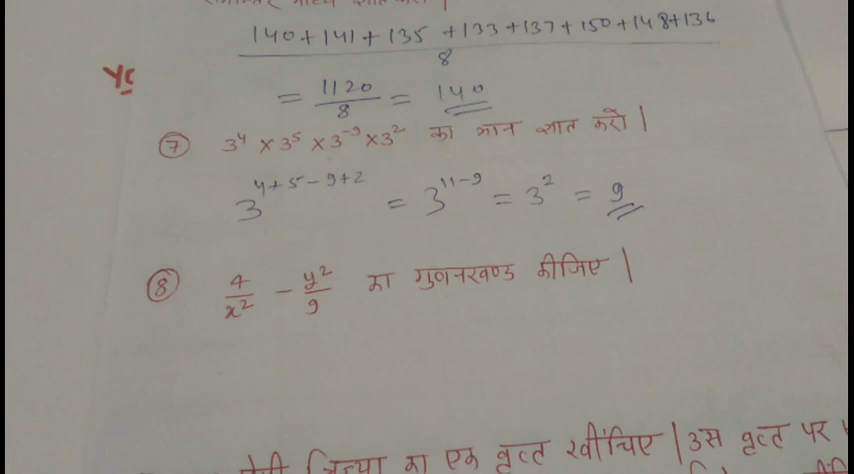 140+141+135+133+137+150+148+136
8
= 1120/8 = 140
⑦ 3⁴ × 3⁵ × 3⁻⁹ × 3² का मान ज्ञात करो |
3⁴⁺⁵⁻⁹⁺² = 3¹¹⁻⁹ = 3² = 9
⑧ 4/x² - y²/9 का गुणनखण्ड कीजिए |
त्रिज्या का एक वृत्त खींचिए | उस वृत्त पर